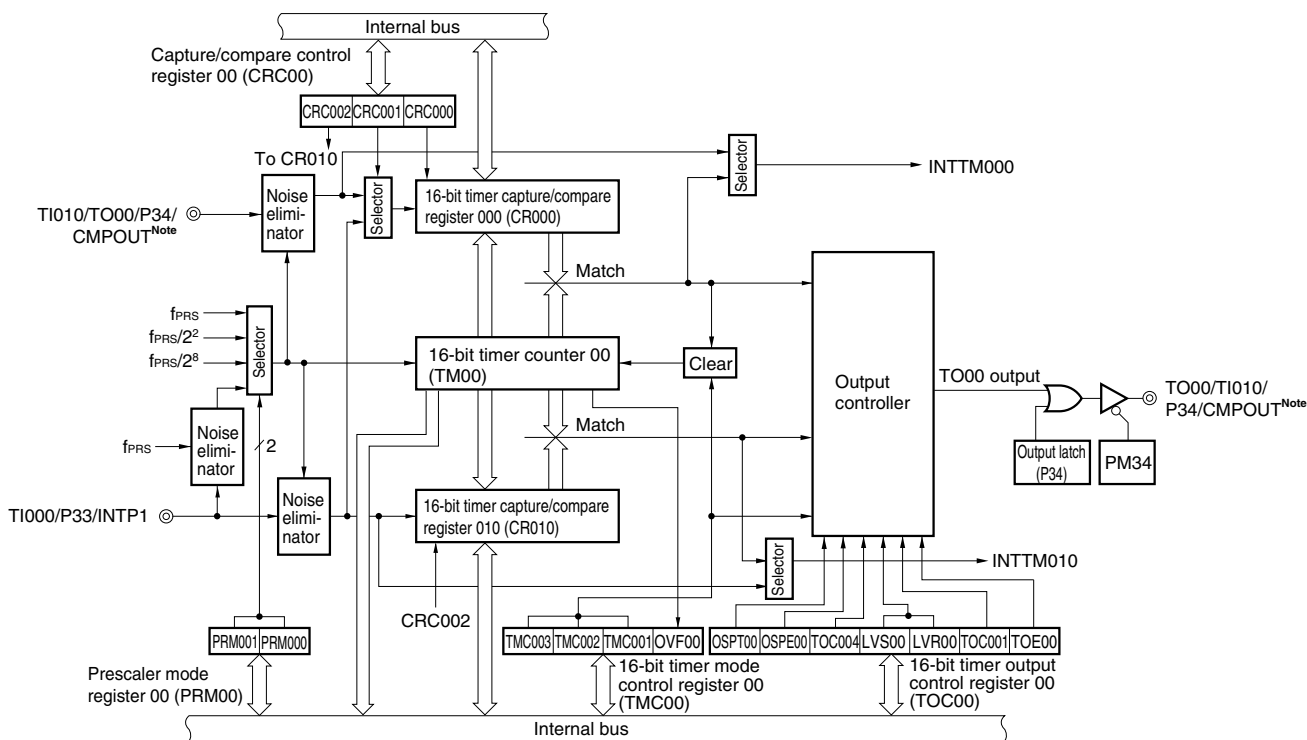 Internal bus
Capture/compare control
register 00 (CRC00)
CRC002 CRC001 CRC000
To CR010
TI010/TO00/P34/
CMPOUTNote
Noise
elimi-
nator
Selector
16-bit timer capture/compare
register 000 (CR000)
Selector
INTTM000
Match
fPRS
fPRS/2²
fPRS/2⁸
Selector
16-bit timer counter 00
(TM00)
Clear
Output
controller
TO00 output
TO00/TI010/
P34/CMPOUTNote
Output latch
(P34)
PM34
fPRS
Noise
elimi-
nator
2
Match
TI000/P33/INTP1
Noise
elimi-
nator
16-bit timer capture/compare
register 010 (CR010)
Selector
INTTM010
CRC002
PRM001 PRM000
TMC003 TMC002 TMC001 OVF00
OSPT00 OSPE00 TOC004 LVS00 LVR00 TOC001 TOE00
Prescaler mode
register 00 (PRM00)
16-bit timer mode
control register 00
(TMC00)
16-bit timer output
control register 00
(TOC00)
Internal bus